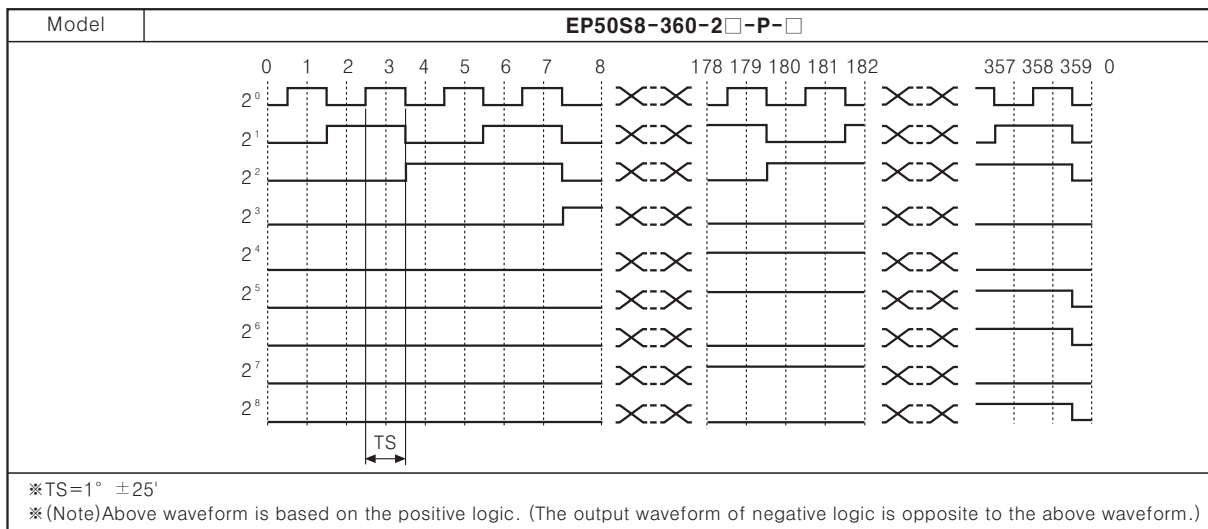 Model EP50S8-360-2□-P-□
0 1 2 3 4 5 6 7 8 178 179 180 181 182 357 358 359 0
2⁰
2¹
2²
2³
2⁴
2⁵
2⁶
2⁷
2⁸
TS
※TS=1° ±25'
※(Note)Above waveform is based on the positive logic. (The output waveform of negative logic is opposite to the above waveform.)